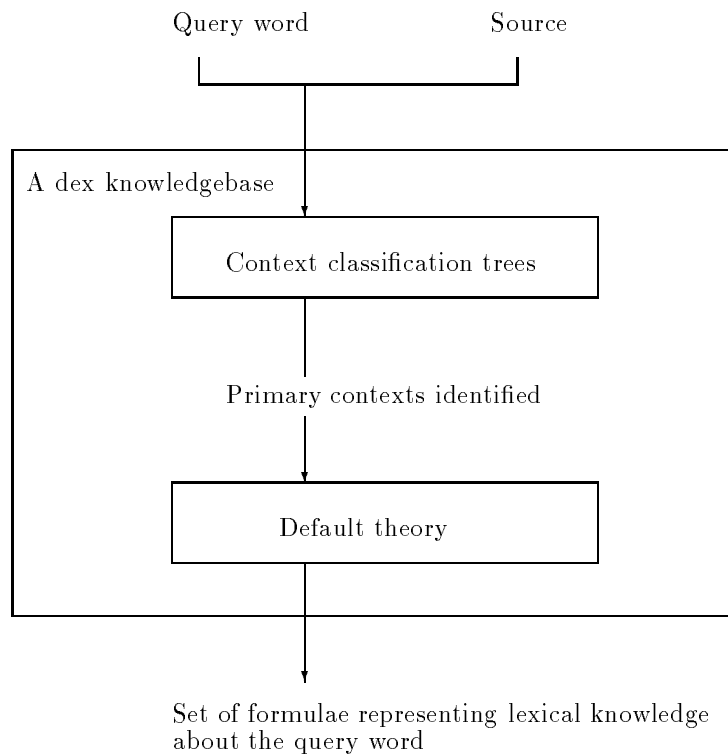 Query word
Source
A dex knowledgebase
Context classification trees
Primary contexts identified
Default theory
Set of formulae representing lexical knowledge
about the query word